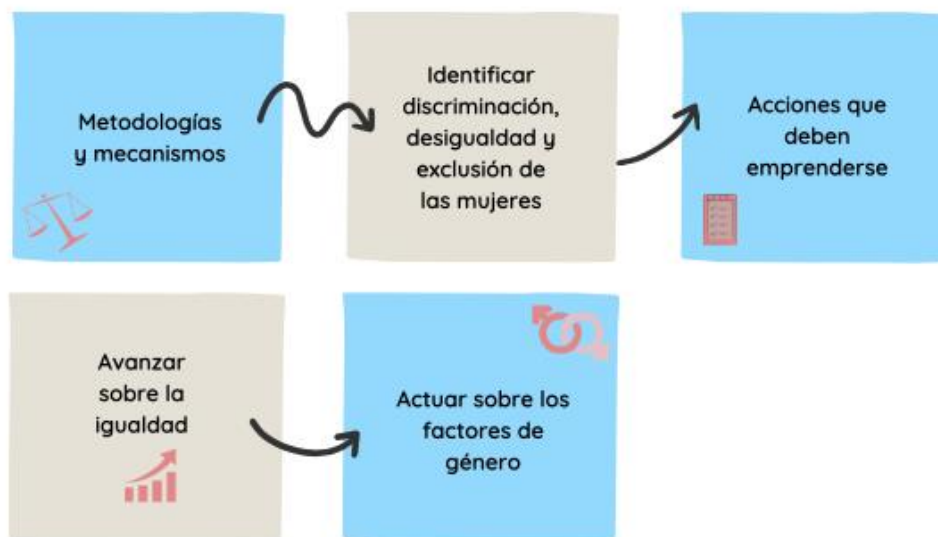 Metodologías
y mecanismos
Identificar
discriminación,
desigualdad y
exclusión de
las mujeres
Acciones que
deben
emprenderse
Avanzar
sobre la
igualdad
Actuar sobre los
factores de
género